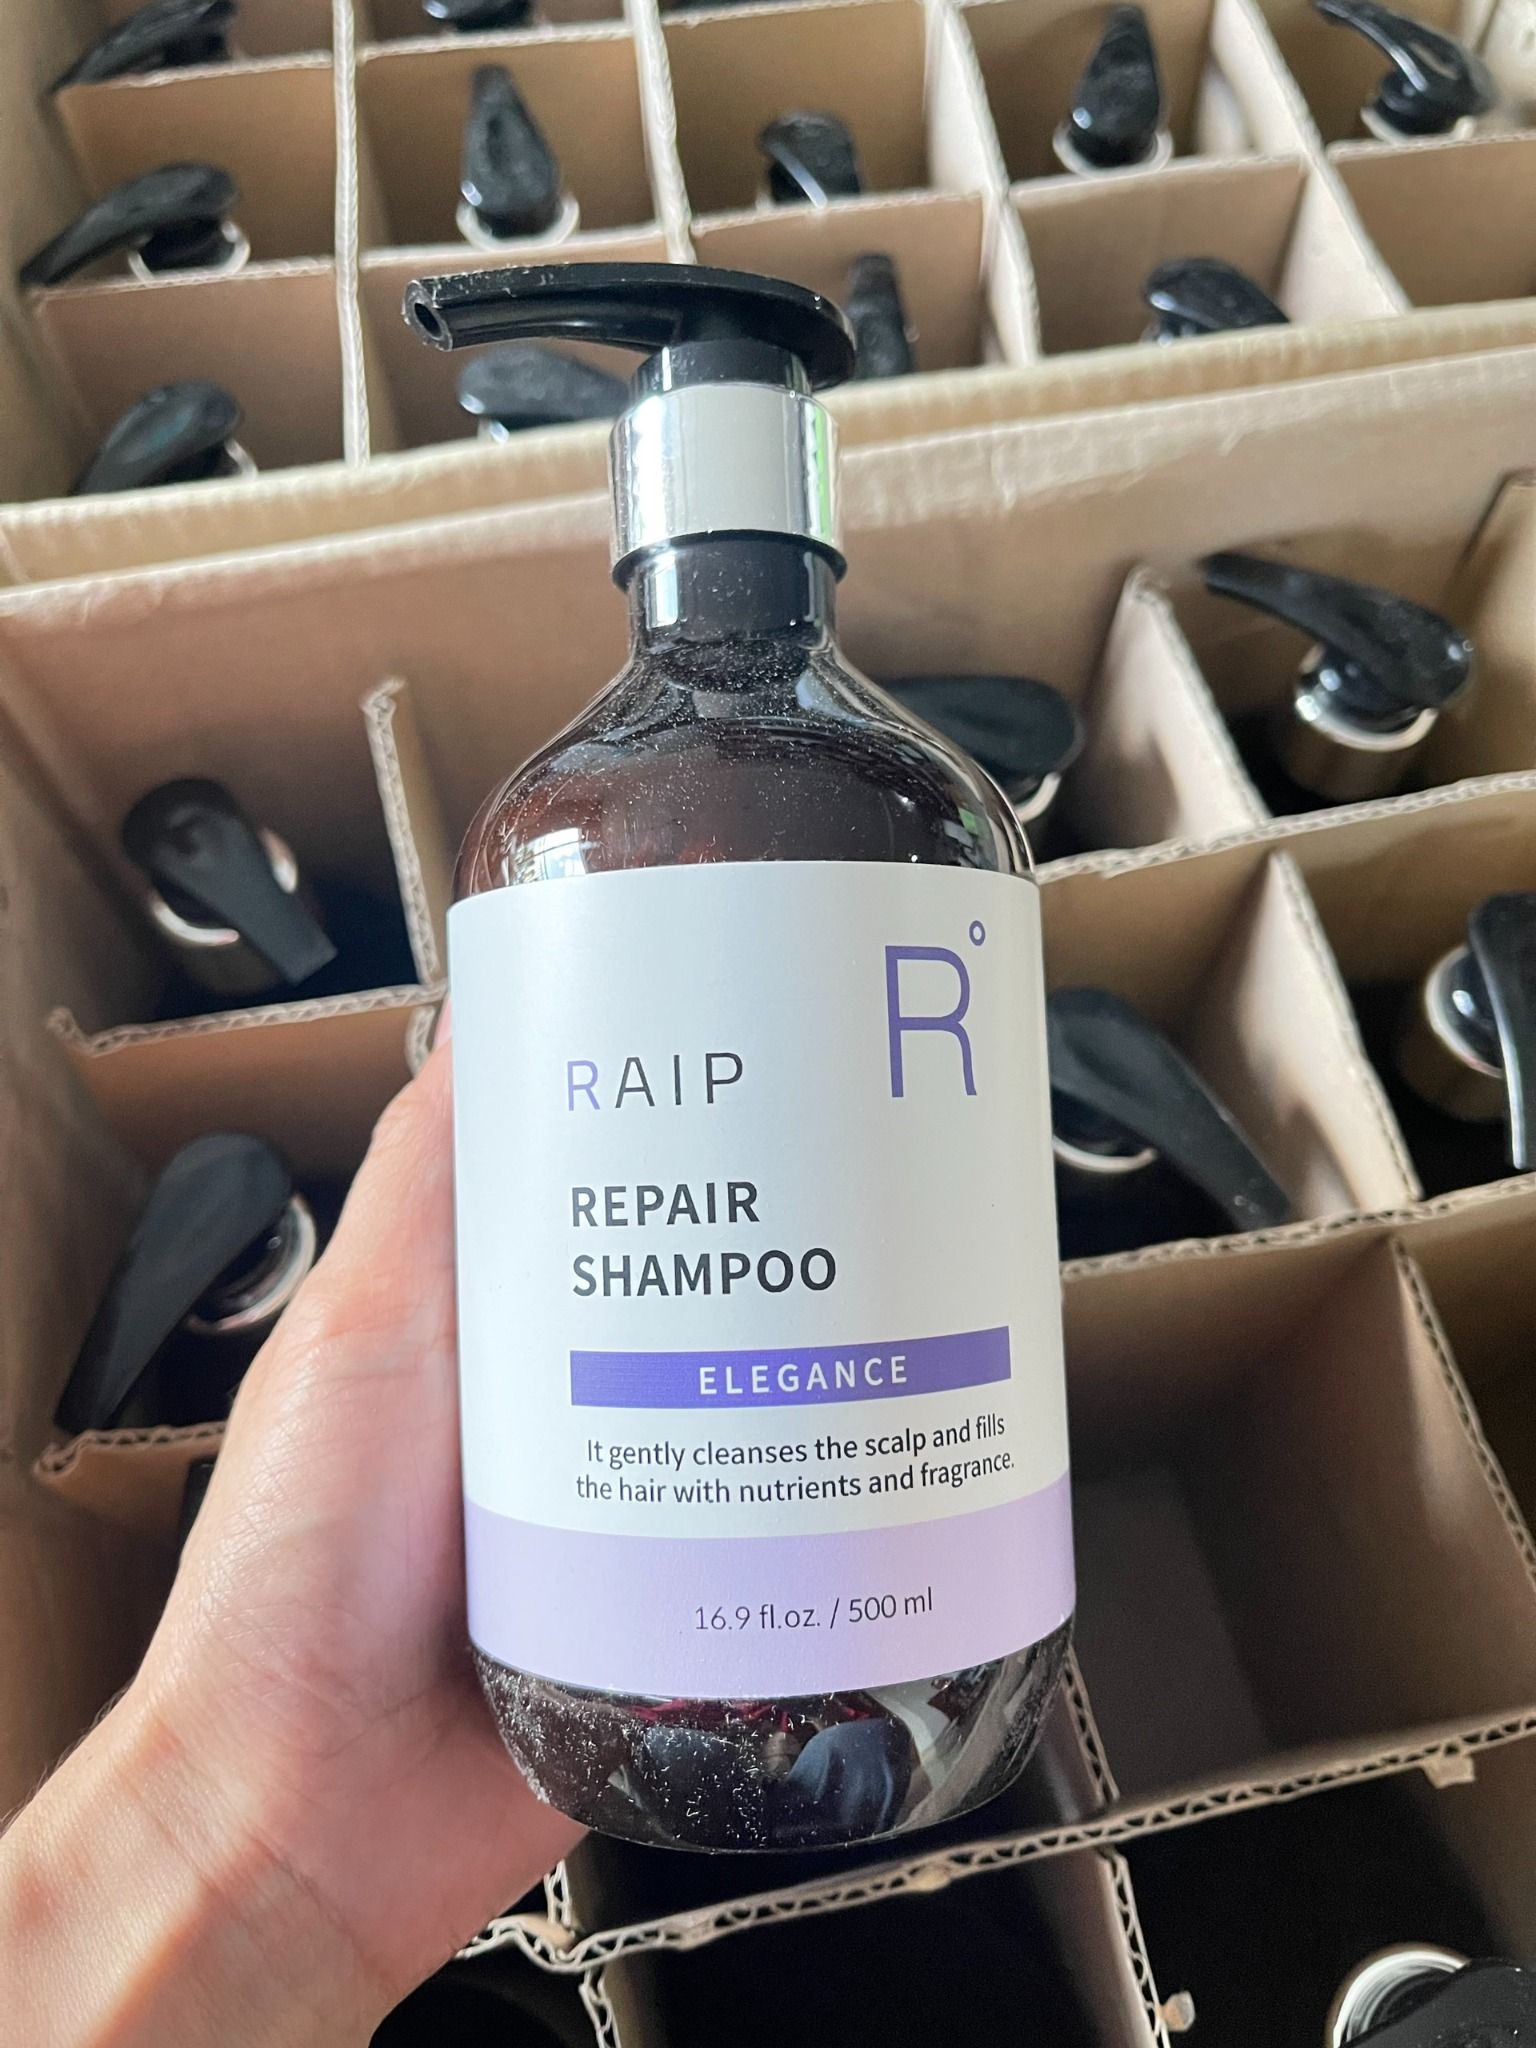 R°
RAIP
REPAIR
SHAMPOO
ELEGANCE
It gently cleanses the scalp and fills
the hair with nutrients and fragrance.
16.9 fl.oz. / 500 ml